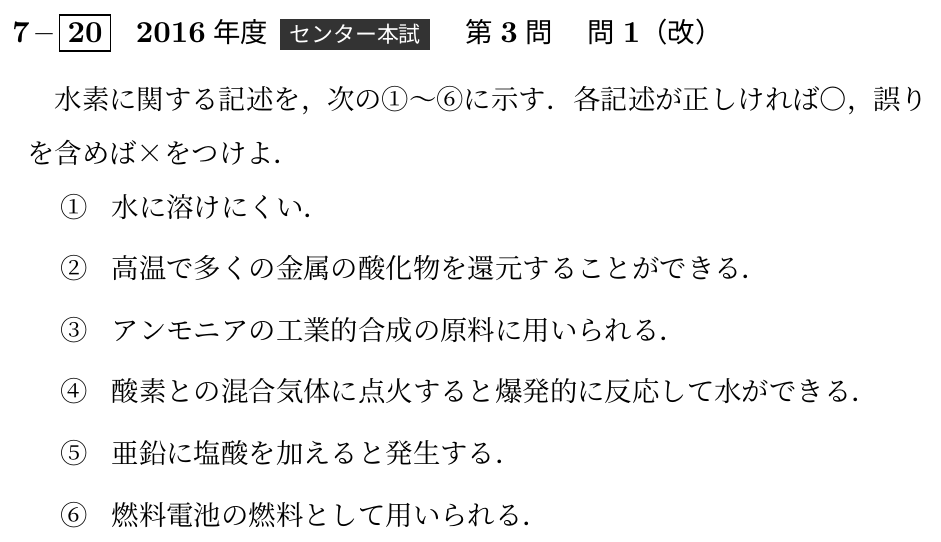 7-20 2016年度 センター本試 第3問 問1（改）
水素に関する記述を，次の①～⑥に示す．各記述が正しければ○，誤り
を含めば×をつけよ．
① 水に溶けにくい．
② 高温で多くの金属の酸化物を還元することができる．
③ アンモニアの工業的合成の原料に用いられる．
④ 酸素との混合気体に点火すると爆発的に反応して水ができる．
⑤ 亜鉛に塩酸を加えると発生する．
⑥ 燃料電池の燃料として用いられる．